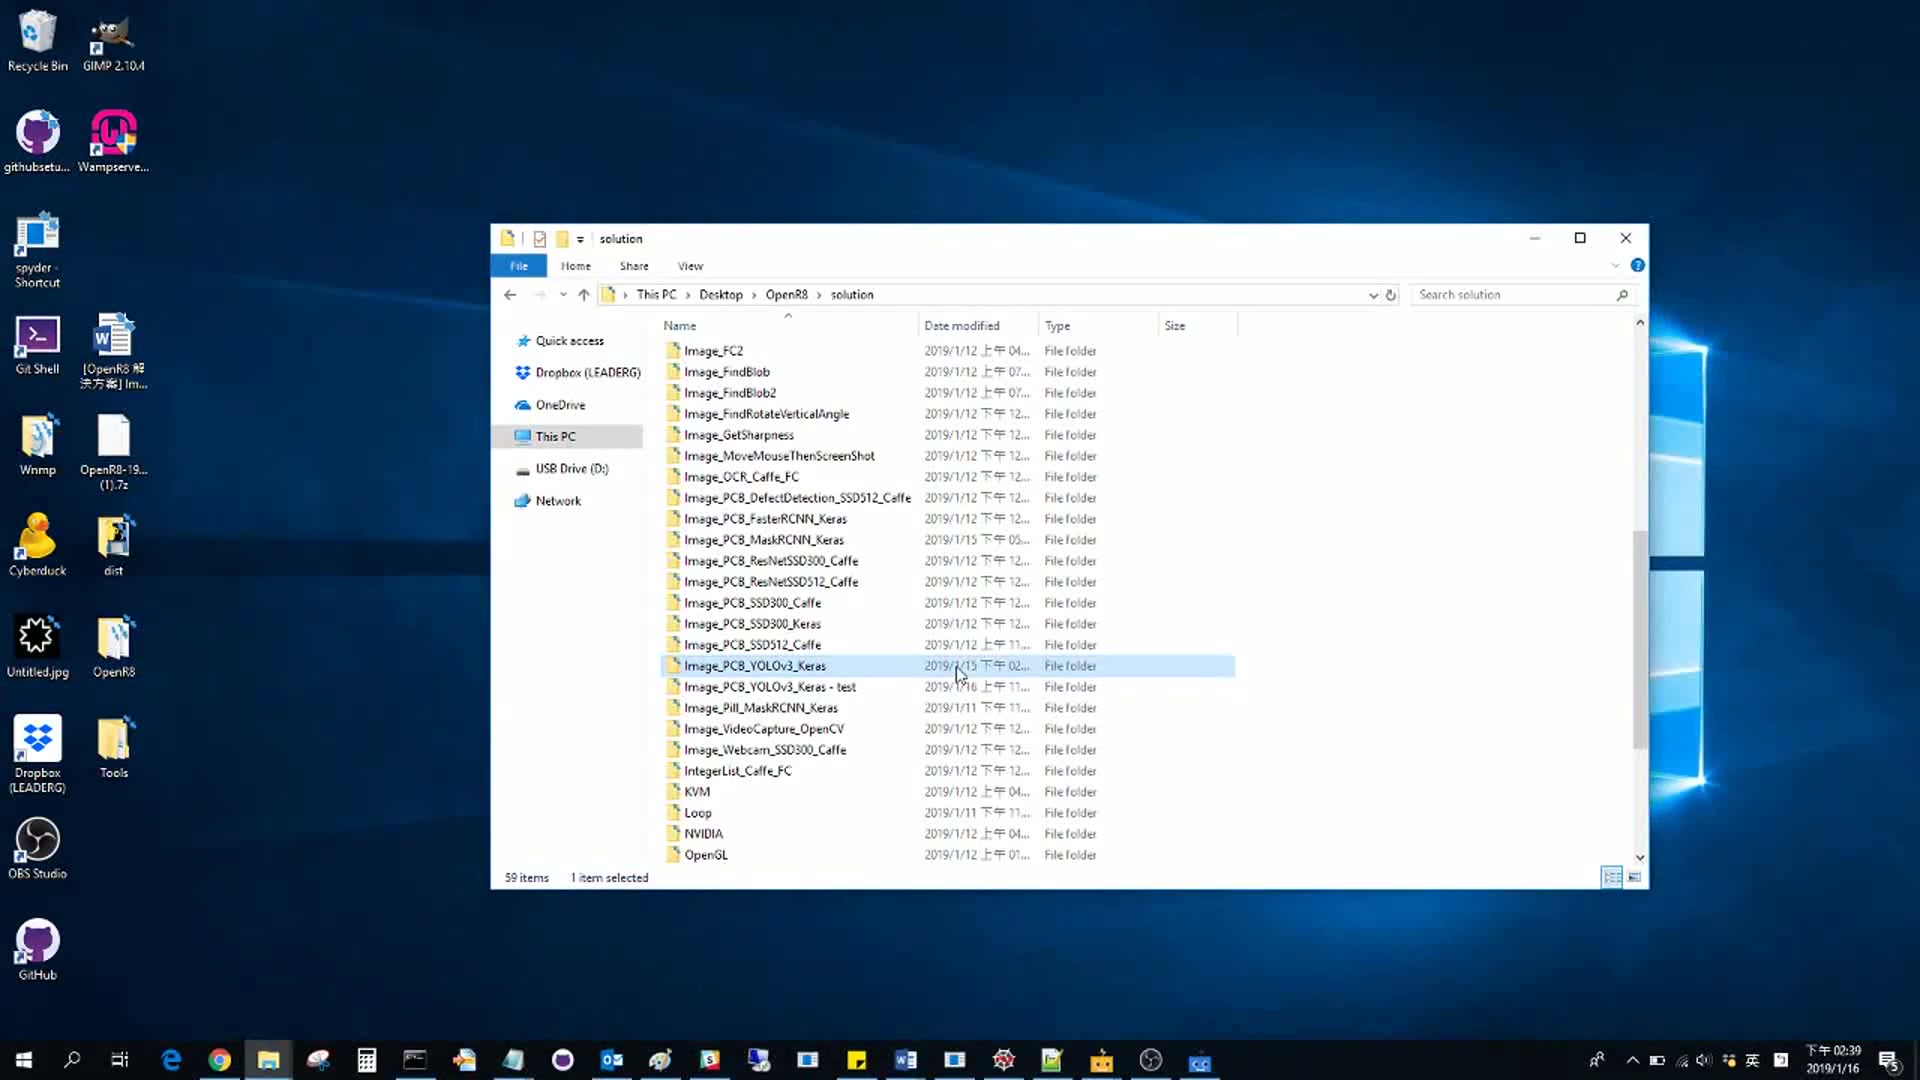 Recycle Bin
GIMP 2.10.4
githubsetu...
Wampserve...
spyder -
Shortcut
Git Shell
[OpenR8 解
決方案] Im...
Wnmp
OpenR8-19...
(1).7z
Cyberduck
dist
Untitled.jpg
OpenR8
Dropbox
(LEADERG)
Tools
OBS Studio
GitHub
solution
File Home Share View
This PC › Desktop › OpenR8 › solution
Search solution
Quick access
Dropbox (LEADERG)
OneDrive
This PC
USB Drive (D:)
Network
Name Date modified Type Size
Image_FC2 2019/1/12 上午 04... File folder
Image_FindBlob 2019/1/12 上午 07... File folder
Image_FindBlob2 2019/1/12 上午 07... File folder
Image_FindRotateVerticalAngle 2019/1/12 下午 12... File folder
Image_GetSharpness 2019/1/12 下午 12... File folder
Image_MoveMouseThenScreenShot 2019/1/12 下午 12... File folder
Image_OCR_Caffe_FC 2019/1/12 下午 12... File folder
Image_PCB_DefectDetection_SSD512_Caffe 2019/1/12 下午 12... File folder
Image_PCB_FasterRCNN_Keras 2019/1/12 下午 12... File folder
Image_PCB_MaskRCNN_Keras 2019/1/15 下午 05... File folder
Image_PCB_ResNetSSD300_Caffe 2019/1/12 下午 12... File folder
Image_PCB_ResNetSSD512_Caffe 2019/1/12 下午 12... File folder
Image_PCB_SSD300_Caffe 2019/1/12 下午 12... File folder
Image_PCB_SSD300_Keras 2019/1/12 下午 12... File folder
Image_PCB_SSD512_Caffe 2019/1/12 上午 11... File folder
Image_PCB_YOLOv3_Keras 2019/1/15 下午 02... File folder
Image_PCB_YOLOv3_Keras - test 2019/1/16 上午 11... File folder
Image_Pill_MaskRCNN_Keras 2019/1/11 下午 11... File folder
Image_VideoCapture_OpenCV 2019/1/12 下午 12... File folder
Image_Webcam_SSD300_Caffe 2019/1/12 下午 12... File folder
IntegerList_Caffe_FC 2019/1/12 下午 12... File folder
KVM 2019/1/12 上午 04... File folder
Loop 2019/1/11 下午 11... File folder
NVIDIA 2019/1/12 上午 04... File folder
OpenGL 2019/1/12 上午 01... File folder
59 items 1 item selected
英
下午 02:39
2019/1/16
5